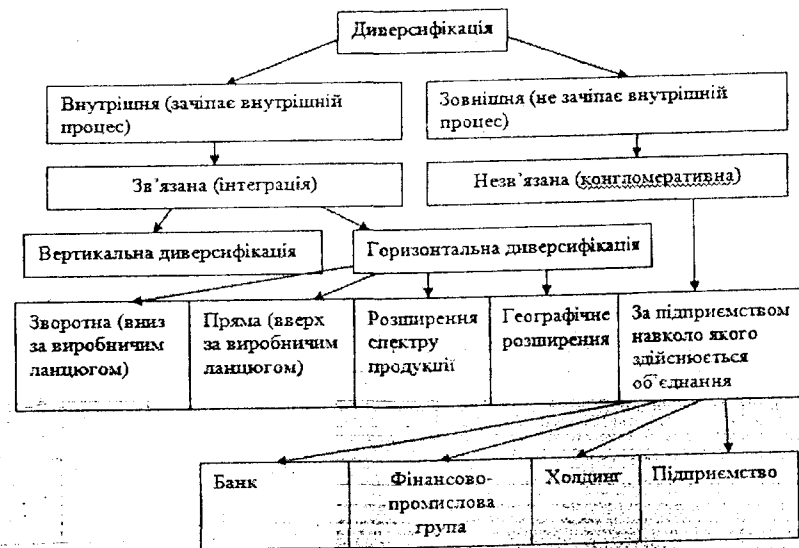 Диверсифікація
Внутрішня (зачіпає внутрішній
процес)
Зовнішня (не зачіпає внутрішній
процес)
Зв’язана (інтеграція)
Незв’язана (конгломеративна)
Вертикальна диверсифікація
Горизонтальна диверсифікація
Зворотна (вниз
за виробничим
ланцюгом)
Пряма (вверх
за виробничим
ланцюгом)
Розширення
спектру
продукції
Географічне
розширення
За підприємством
навколо якого
здійснюється
об’єднання
Банк
Фінансово-
промислова
група
Холдинг
Підприємство